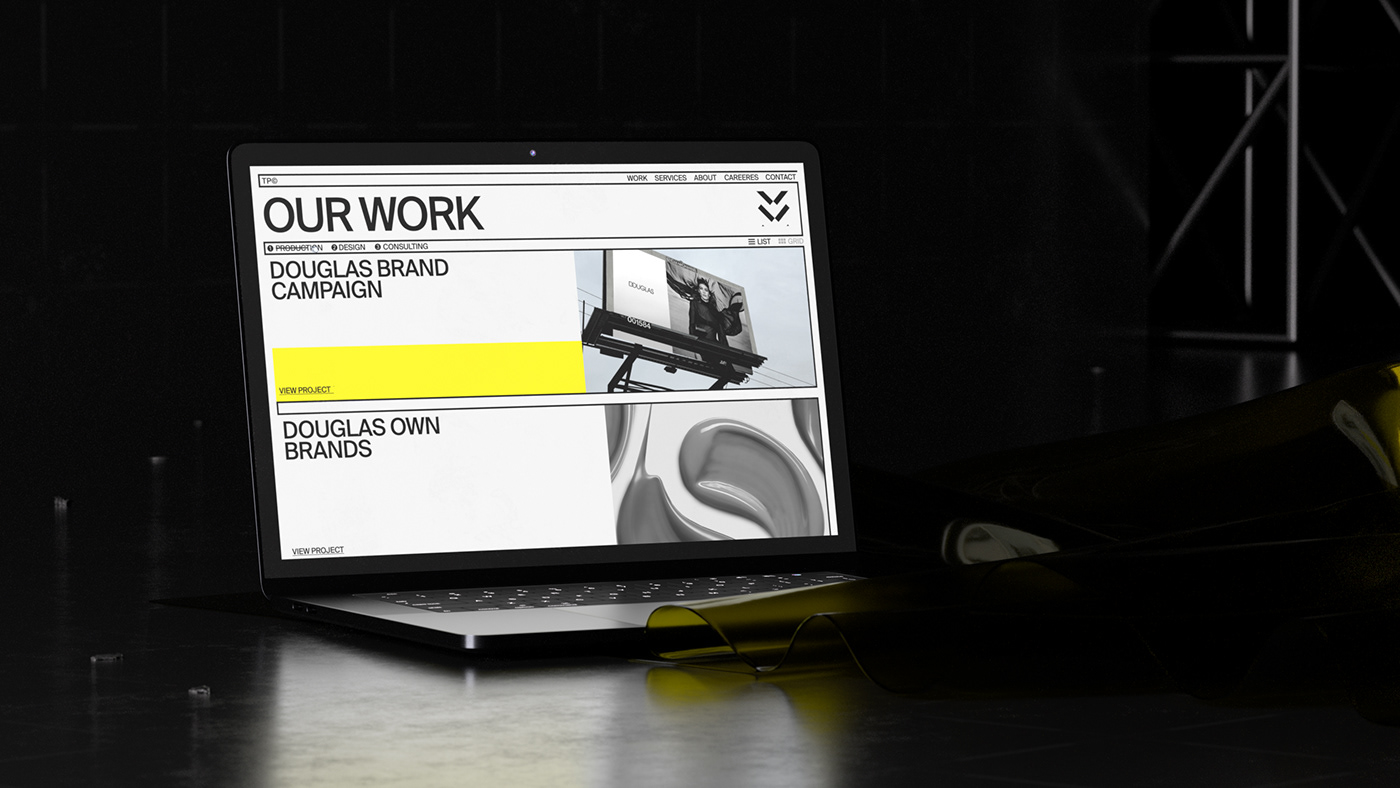 TP©
WORK SERVICES ABOUT CAREERES CONTACT
OUR WORK
1 PRODUCTION 2 DESIGN 3 CONSULTING
LIST GRID
DOUGLAS BRAND
CAMPAIGN
VIEW PROJECT
DOUGLAS
001584
DOUGLAS OWN
BRANDS
VIEW PROJECT